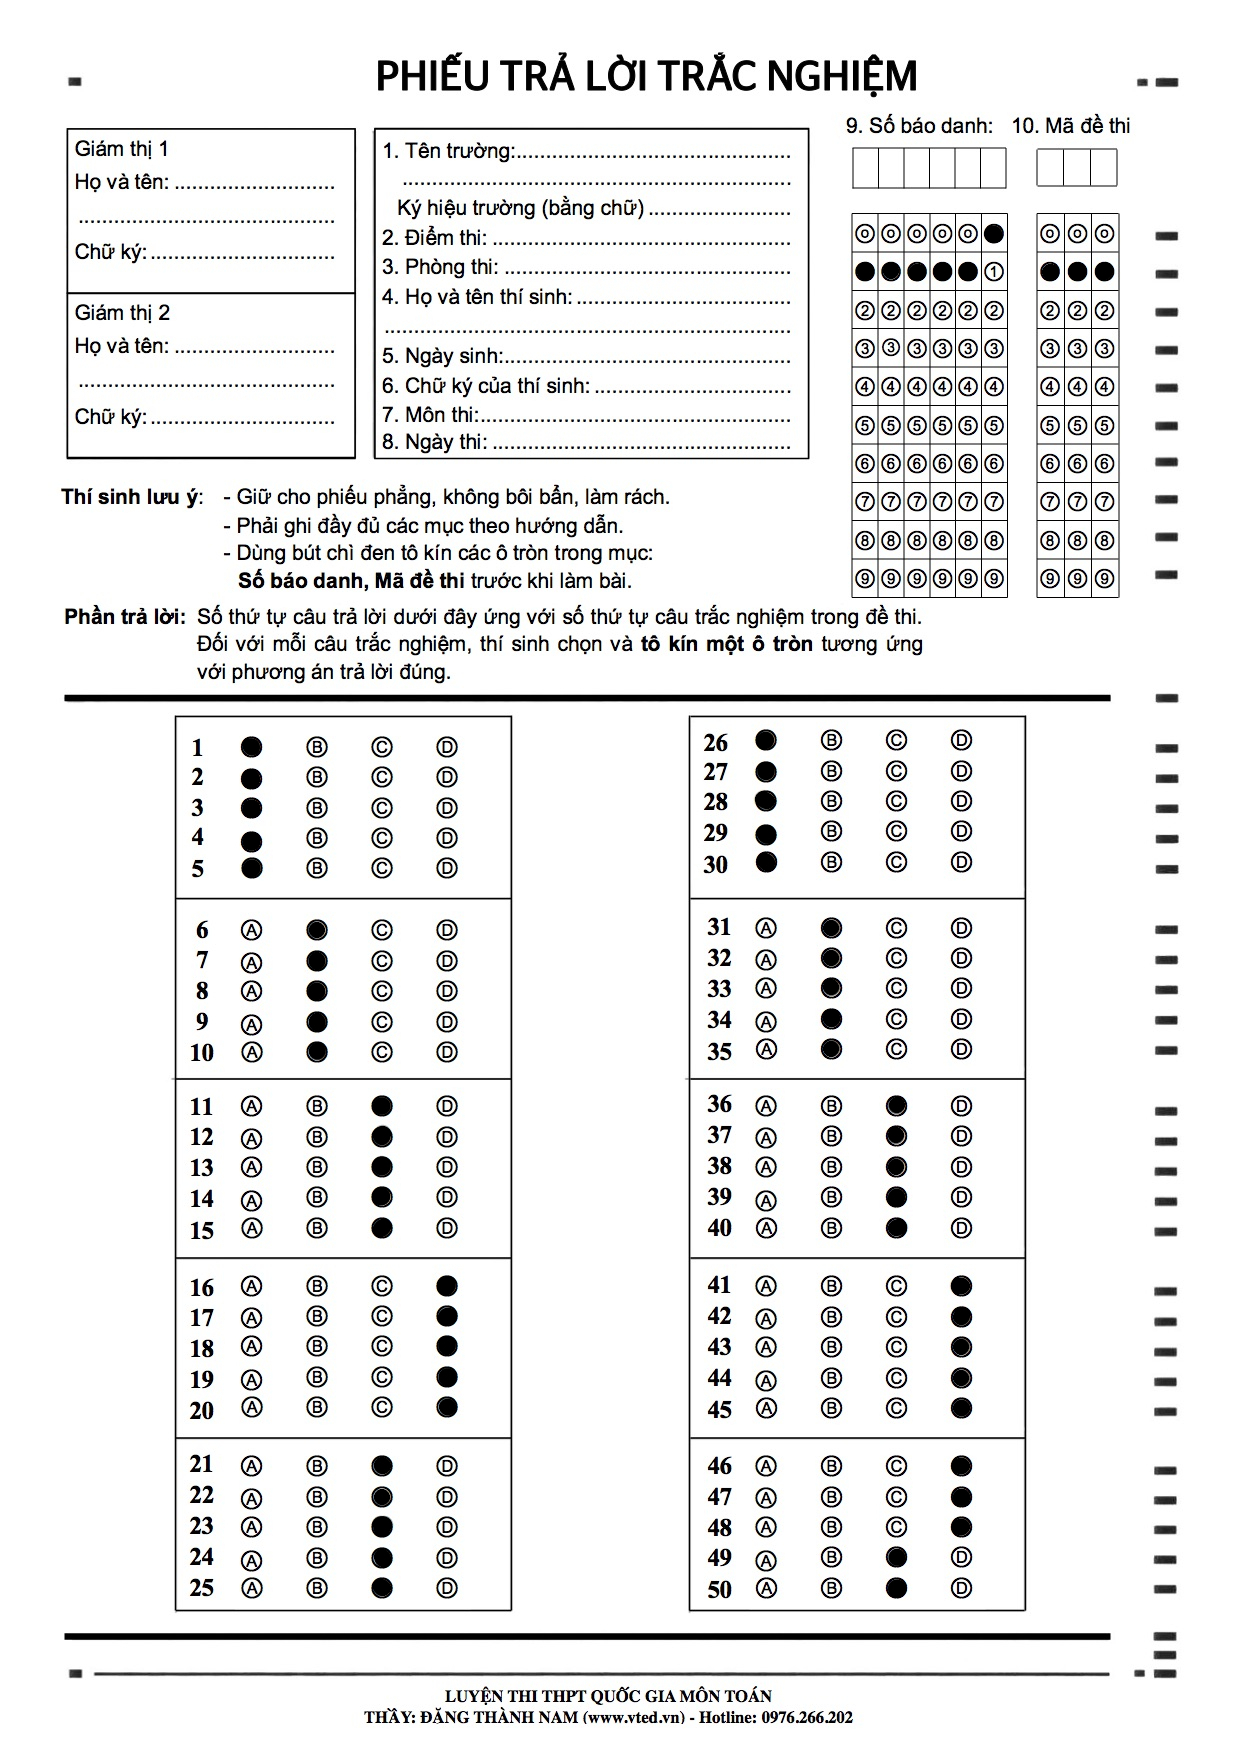 PHIẾU TRẢ LỜI TRẮC NGHIỆM
Giám thị 1
Họ và tên: ...........................
...........................................
Chữ ký: ...............................
Giám thị 2
Họ và tên: ...........................
...........................................
Chữ ký: ...............................
1. Tên trường:..............................................
.................................................................
Ký hiệu trường (bằng chữ) ........................
2. Điểm thi: ..................................................
3. Phòng thi: ................................................
4. Họ và tên thí sinh: ....................................
....................................................................
5. Ngày sinh:................................................
6. Chữ ký của thí sinh: .................................
7. Môn thi:....................................................
8. Ngày thi: ..................................................
9. Số báo danh: 10. Mã đề thi
0 0 0 0 0 0 0 0
1
2 2 2 2 2 2 2 2 2
3 3 3 3 3 3 3 3 3
4 4 4 4 4 4 4 4 4
5 5 5 5 5 5 5 5 5
6 6 6 6 6 6 6 6 6
7 7 7 7 7 7 7 7 7
8 8 8 8 8 8 8 8 8
9 9 9 9 9 9 9 9 9
Thí sinh lưu ý: - Giữ cho phiếu phẳng, không bôi bẩn, làm rách.
- Phải ghi đầy đủ các mục theo hướng dẫn.
- Dùng bút chì đen tô kín các ô tròn trong mục:
Số báo danh, Mã đề thi trước khi làm bài.
Phần trả lời: Số thứ tự câu trả lời dưới đây ứng với số thứ tự câu trắc nghiệm trong đề thi.
Đối với mỗi câu trắc nghiệm, thí sinh chọn và tô kín một ô tròn tương ứng
với phương án trả lời đúng.
1 B C D
2 B C D
3 B C D
4 B C D
5 B C D
6 A C D
7 A C D
8 A C D
9 A C D
10 A C D
11 A B D
12 A B D
13 A B D
14 A B D
15 A B D
16 A B C
17 A B C
18 A B C
19 A B C
20 A B C
21 A B D
22 A B D
23 A B D
24 A B D
25 A B D
26 B C D
27 B C D
28 B C D
29 B C D
30 B C D
31 A C D
32 A C D
33 A C D
34 A C D
35 A C D
36 A B D
37 A B D
38 A B D
39 A B D
40 A B D
41 A B C
42 A B C
43 A B C
44 A B C
45 A B C
46 A B C
47 A B C
48 A B C
49 A B D
50 A B D
LUYỆN THI THPT QUỐC GIA MÔN TOÁN
THẦY: ĐẶNG THÀNH NAM (www.vted.vn) - Hotline: 0976.266.202